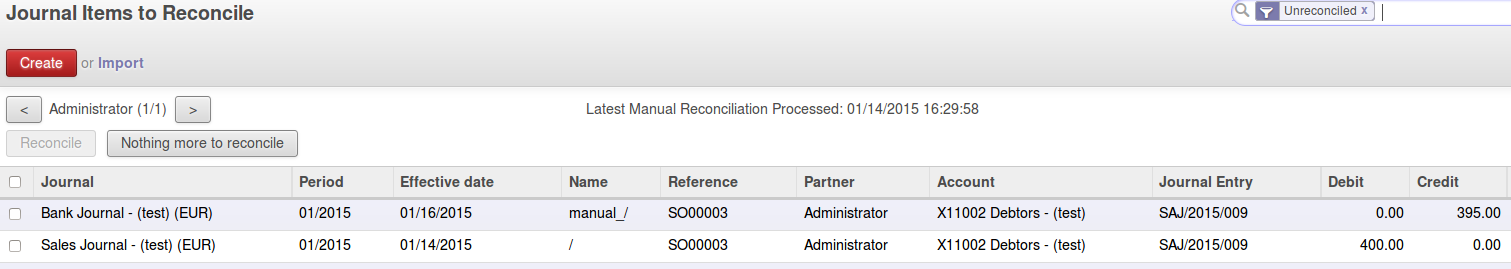 Journal Items to Reconcile
Unreconciled x
Create or Import
< Administrator (1/1) > Latest Manual Reconciliation Processed: 01/14/2015 16:29:58
Reconcile Nothing more to reconcile
Journal Period Effective date Name Reference Partner Account Journal Entry Debit Credit
Bank Journal - (test) (EUR) 01/2015 01/16/2015 manual_/ SO00003 Administrator X11002 Debtors - (test) SAJ/2015/009 0.00 395.00
Sales Journal - (test) (EUR) 01/2015 01/14/2015 / SO00003 Administrator X11002 Debtors - (test) SAJ/2015/009 400.00 0.00